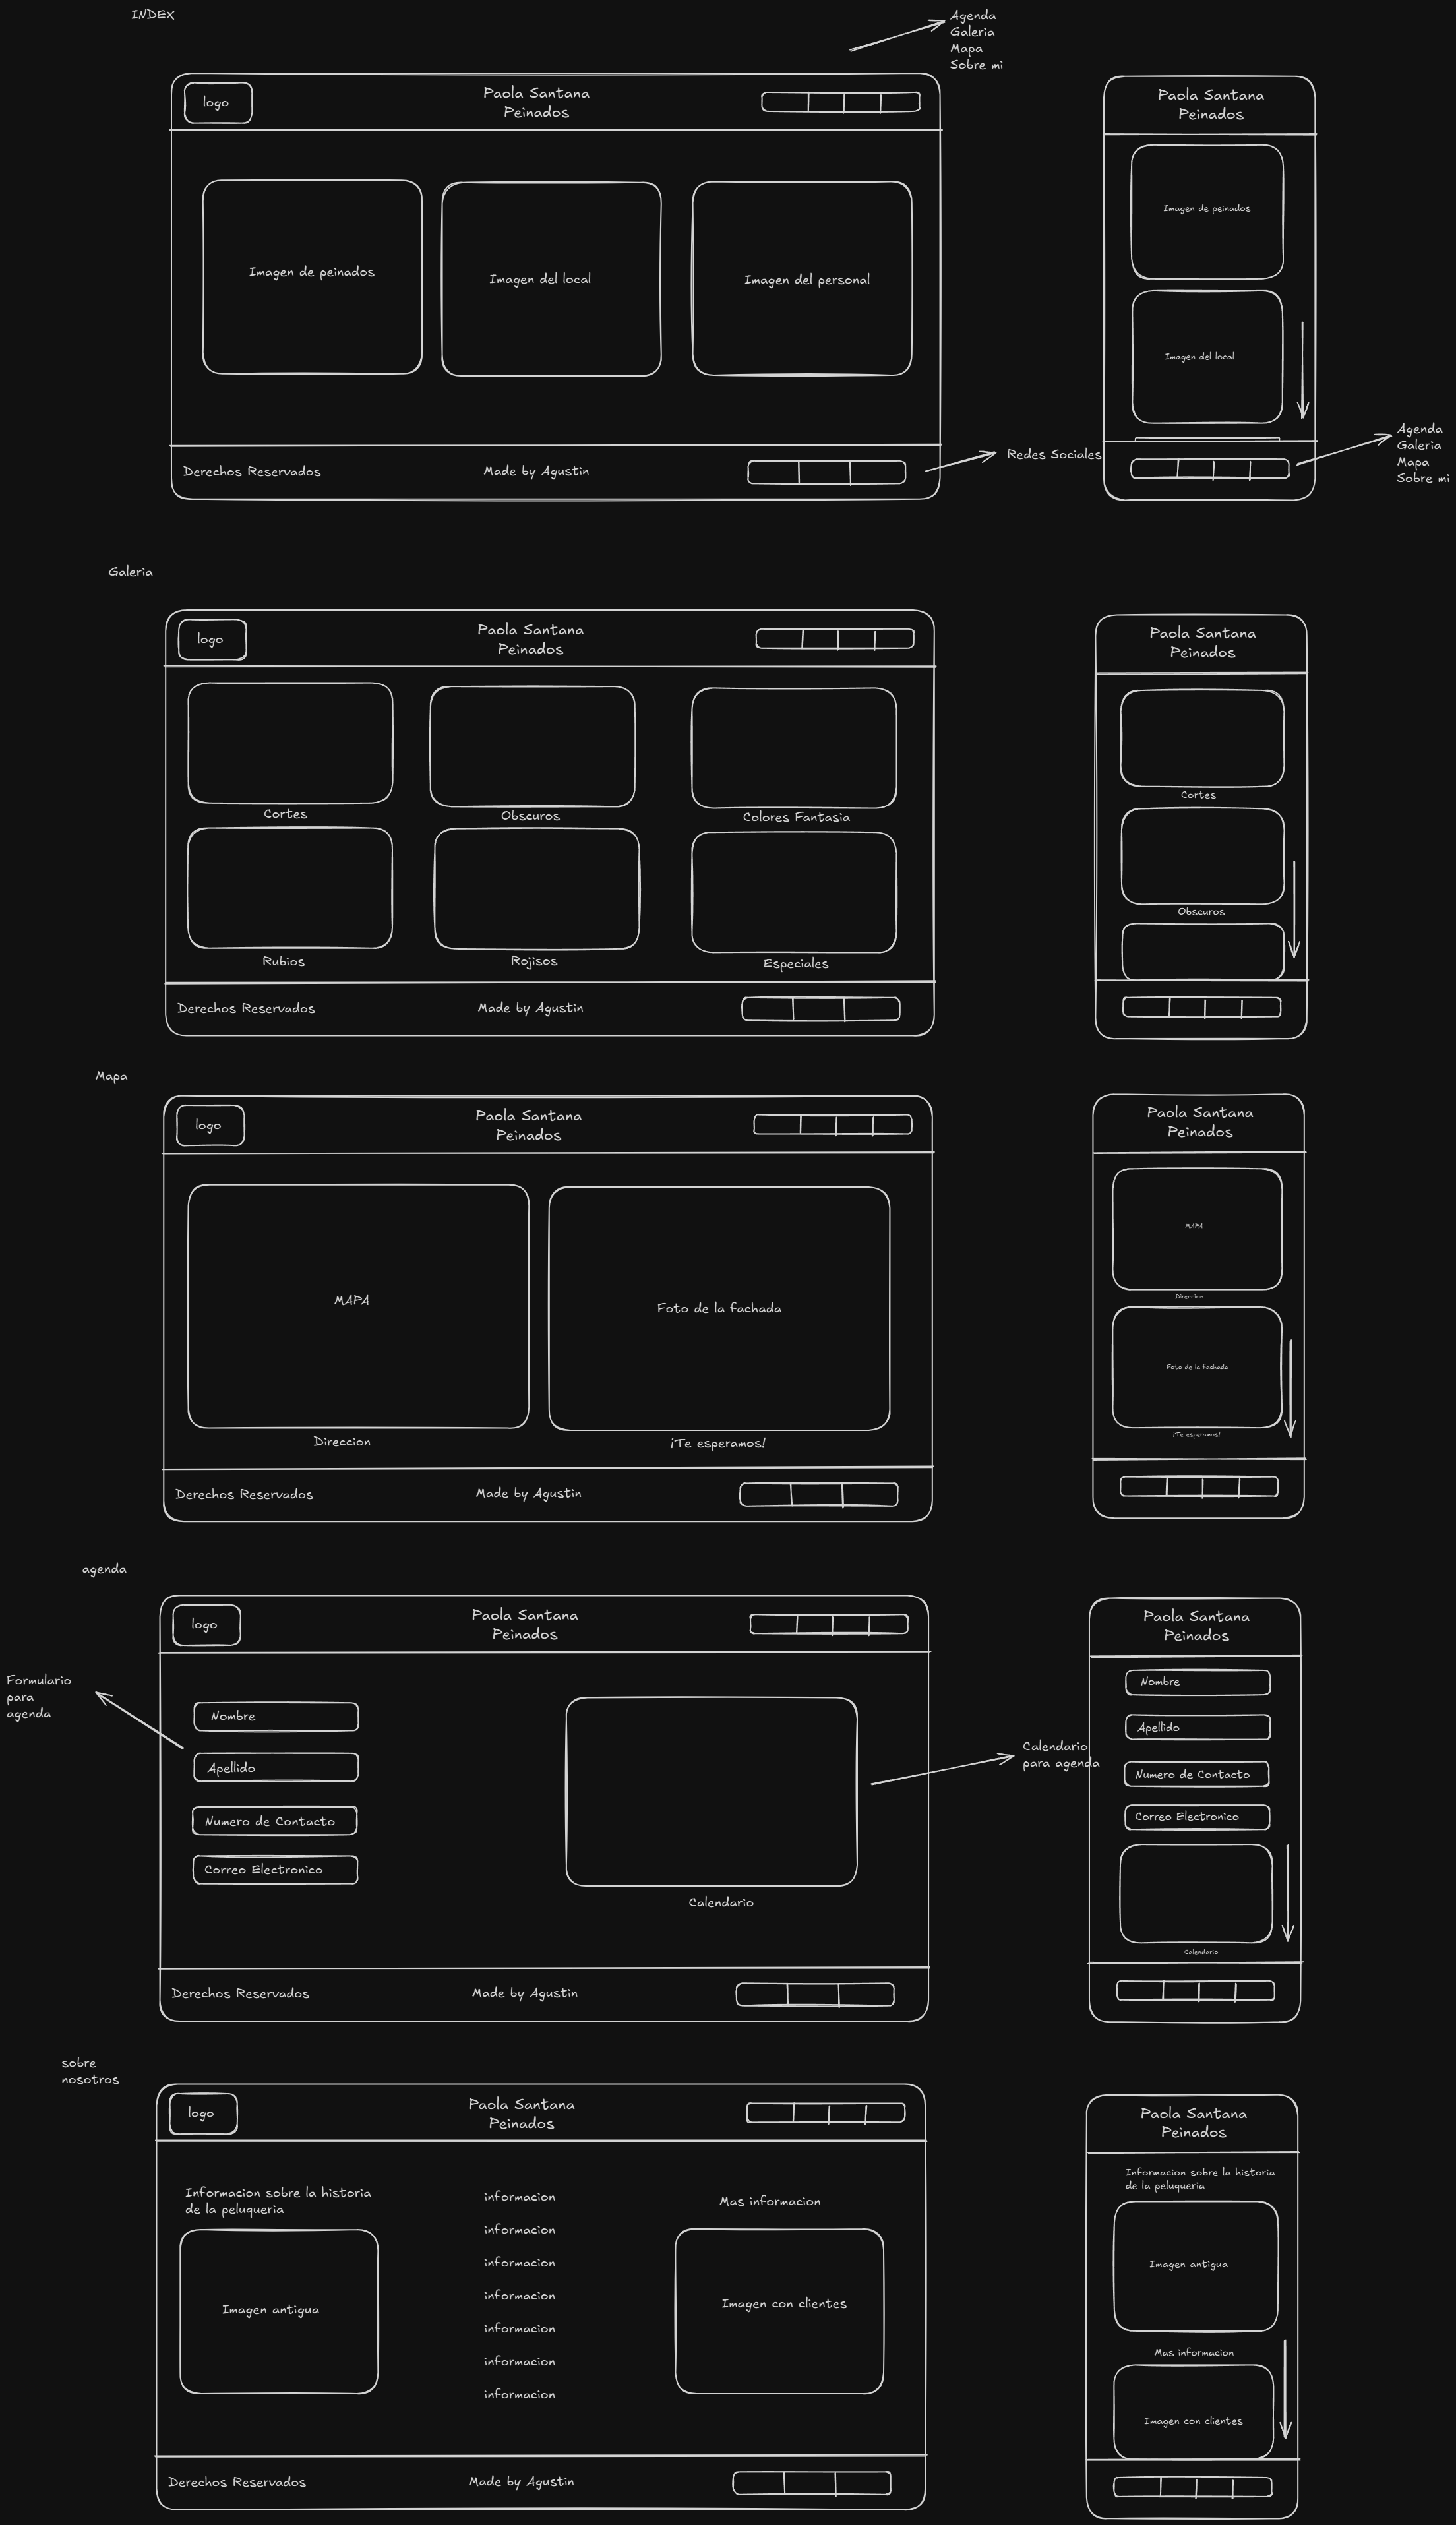 INDEX
Agenda
Galeria
Mapa
Sobre mi
logo
Paola Santana
Peinados
Imagen de peinados
Imagen del local
Imagen del personal
Derechos Reservados
Made by Agustin
Redes Sociales
Paola Santana
Peinados
Imagen de peinados
Imagen del local
Agenda
Galeria
Mapa
Sobre mi
Galeria
logo
Paola Santana
Peinados
Cortes
Obscuros
Colores Fantasia
Rubios
Rojisos
Especiales
Derechos Reservados
Made by Agustin
Paola Santana
Peinados
Cortes
Obscuros
Mapa
logo
Paola Santana
Peinados
MAPA
Foto de la fachada
Direccion
¡Te esperamos!
Derechos Reservados
Made by Agustin
Paola Santana
Peinados
MAPA
Direccion
Foto de la fachada
¡Te esperamos!
agenda
logo
Paola Santana
Peinados
Formulario
para
agenda
Nombre
Apellido
Numero de Contacto
Correo Electronico
Calendario
Calendario
para agenda
Derechos Reservados
Made by Agustin
Paola Santana
Peinados
Nombre
Apellido
Numero de Contacto
Correo Electronico
Calendario
sobre
nosotros
logo
Paola Santana
Peinados
Informacion sobre la historia
de la peluqueria
Imagen antigua
informacion
informacion
informacion
informacion
informacion
informacion
informacion
Mas informacion
Imagen con clientes
Derechos Reservados
Made by Agustin
Paola Santana
Peinados
Informacion sobre la historia
de la peluqueria
Imagen antigua
Mas informacion
Imagen con clientes